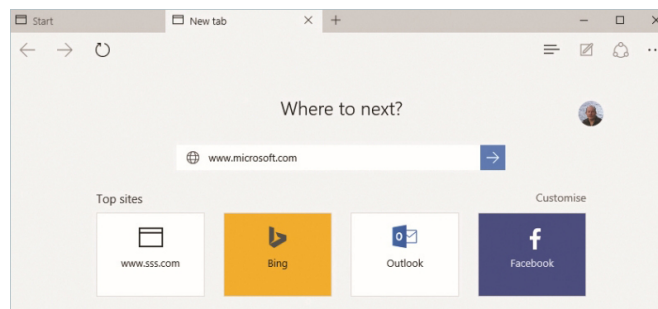 Start New tab
Where to next?
www.microsoft.com
Top sites Customise
www.sss.com Bing Outlook Facebook